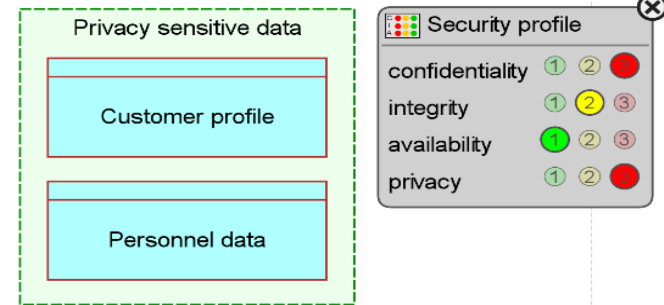 Privacy sensitive data
Customer profile
Personnel data
Security profile
confidentiality 1 2 3
integrity 1 2 3
availability 1 2 3
privacy 1 2 3